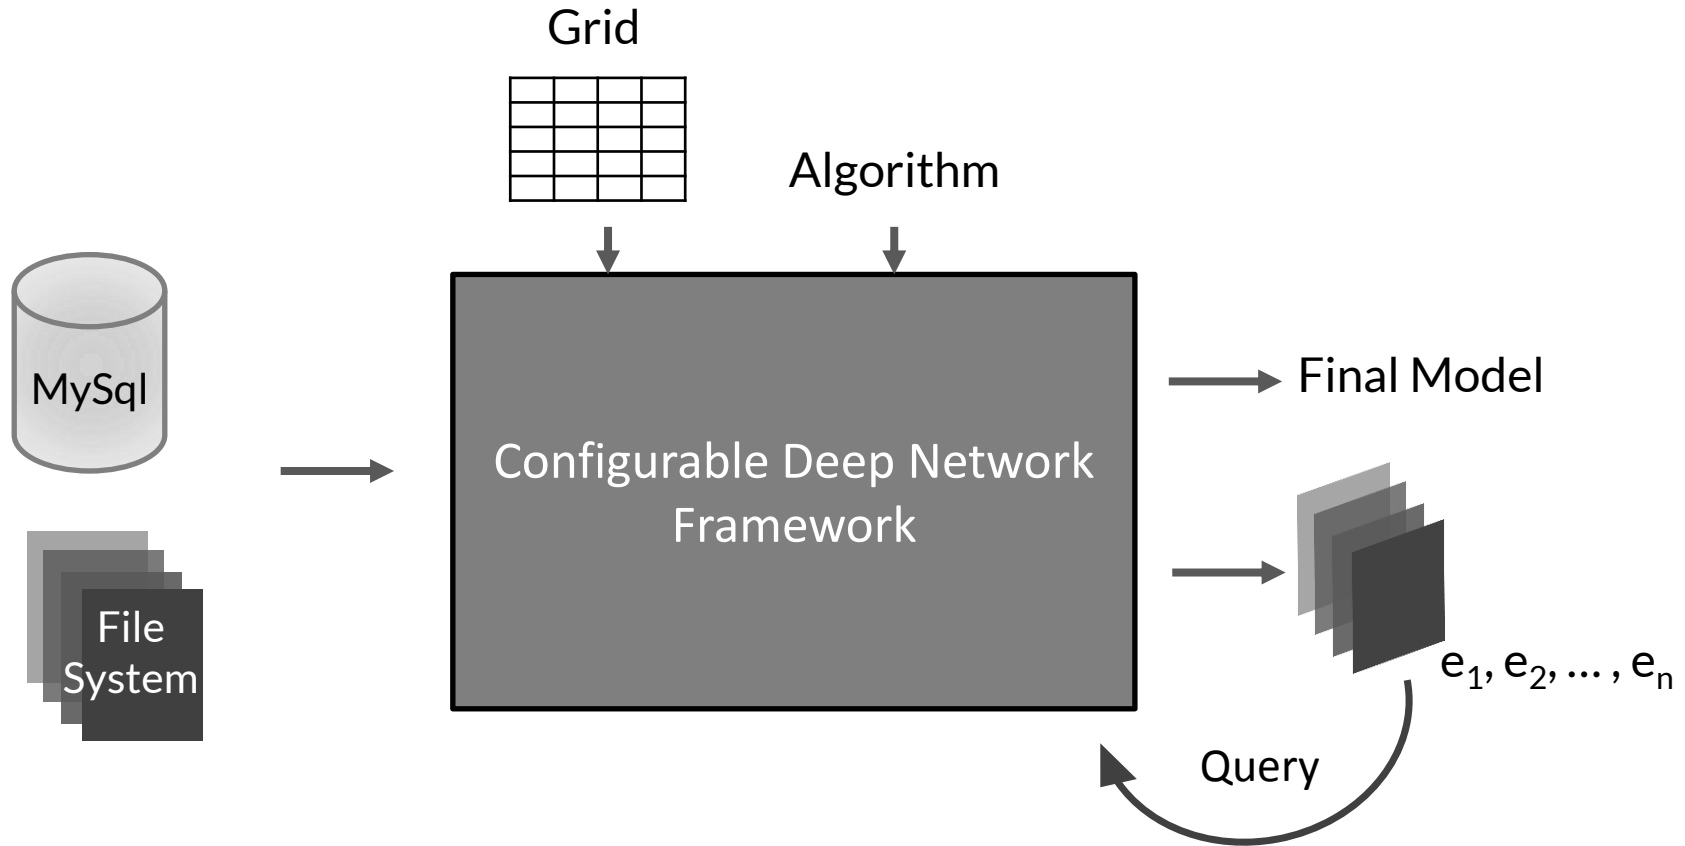 Grid
Algorithm
MySql
File
System
Configurable Deep Network
Framework
Final Model
e₁, e₂, ... , eₙ
Query